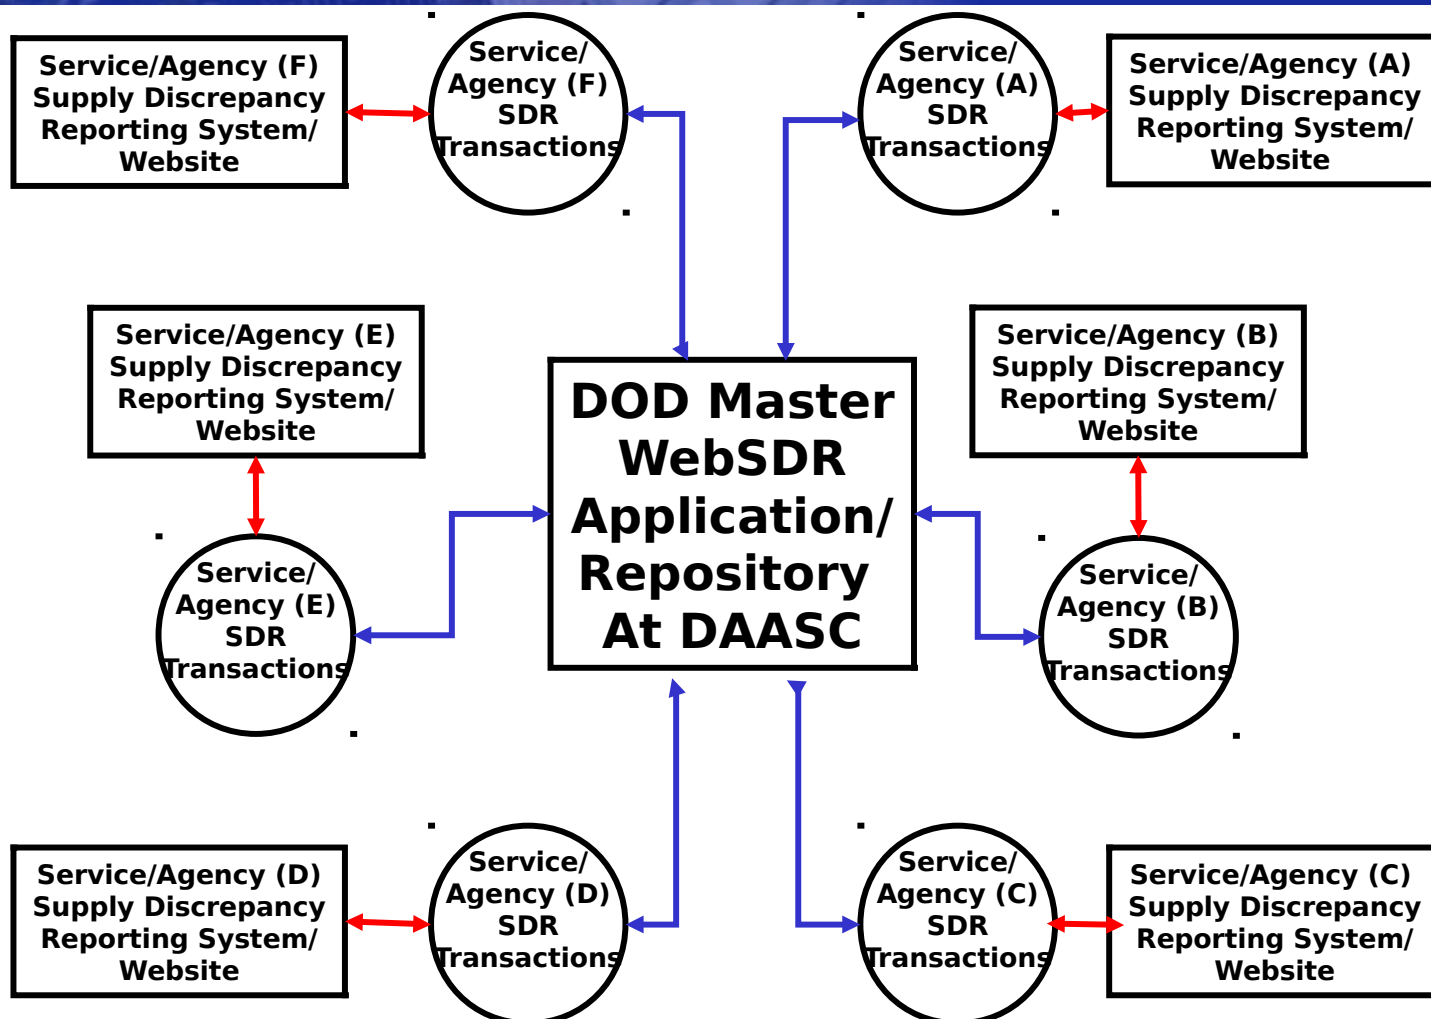 Service/Agency (F)
Supply Discrepancy
Reporting System/
Website
Service/
Agency (F)
SDR
Transactions
Service/
Agency (A)
SDR
Transactions
Service/Agency (A)
Supply Discrepancy
Reporting System/
Website
Service/Agency (E)
Supply Discrepancy
Reporting System/
Website
Service/Agency (B)
Supply Discrepancy
Reporting System/
Website
DOD Master
WebSDR
Application/
Repository
At DAASC
Service/
Agency (E)
SDR
Transactions
Service/
Agency (B)
SDR
Transactions
Service/Agency (D)
Supply Discrepancy
Reporting System/
Website
Service/
Agency (D)
SDR
Transactions
Service/
Agency (C)
SDR
Transactions
Service/Agency (C)
Supply Discrepancy
Reporting System/
Website